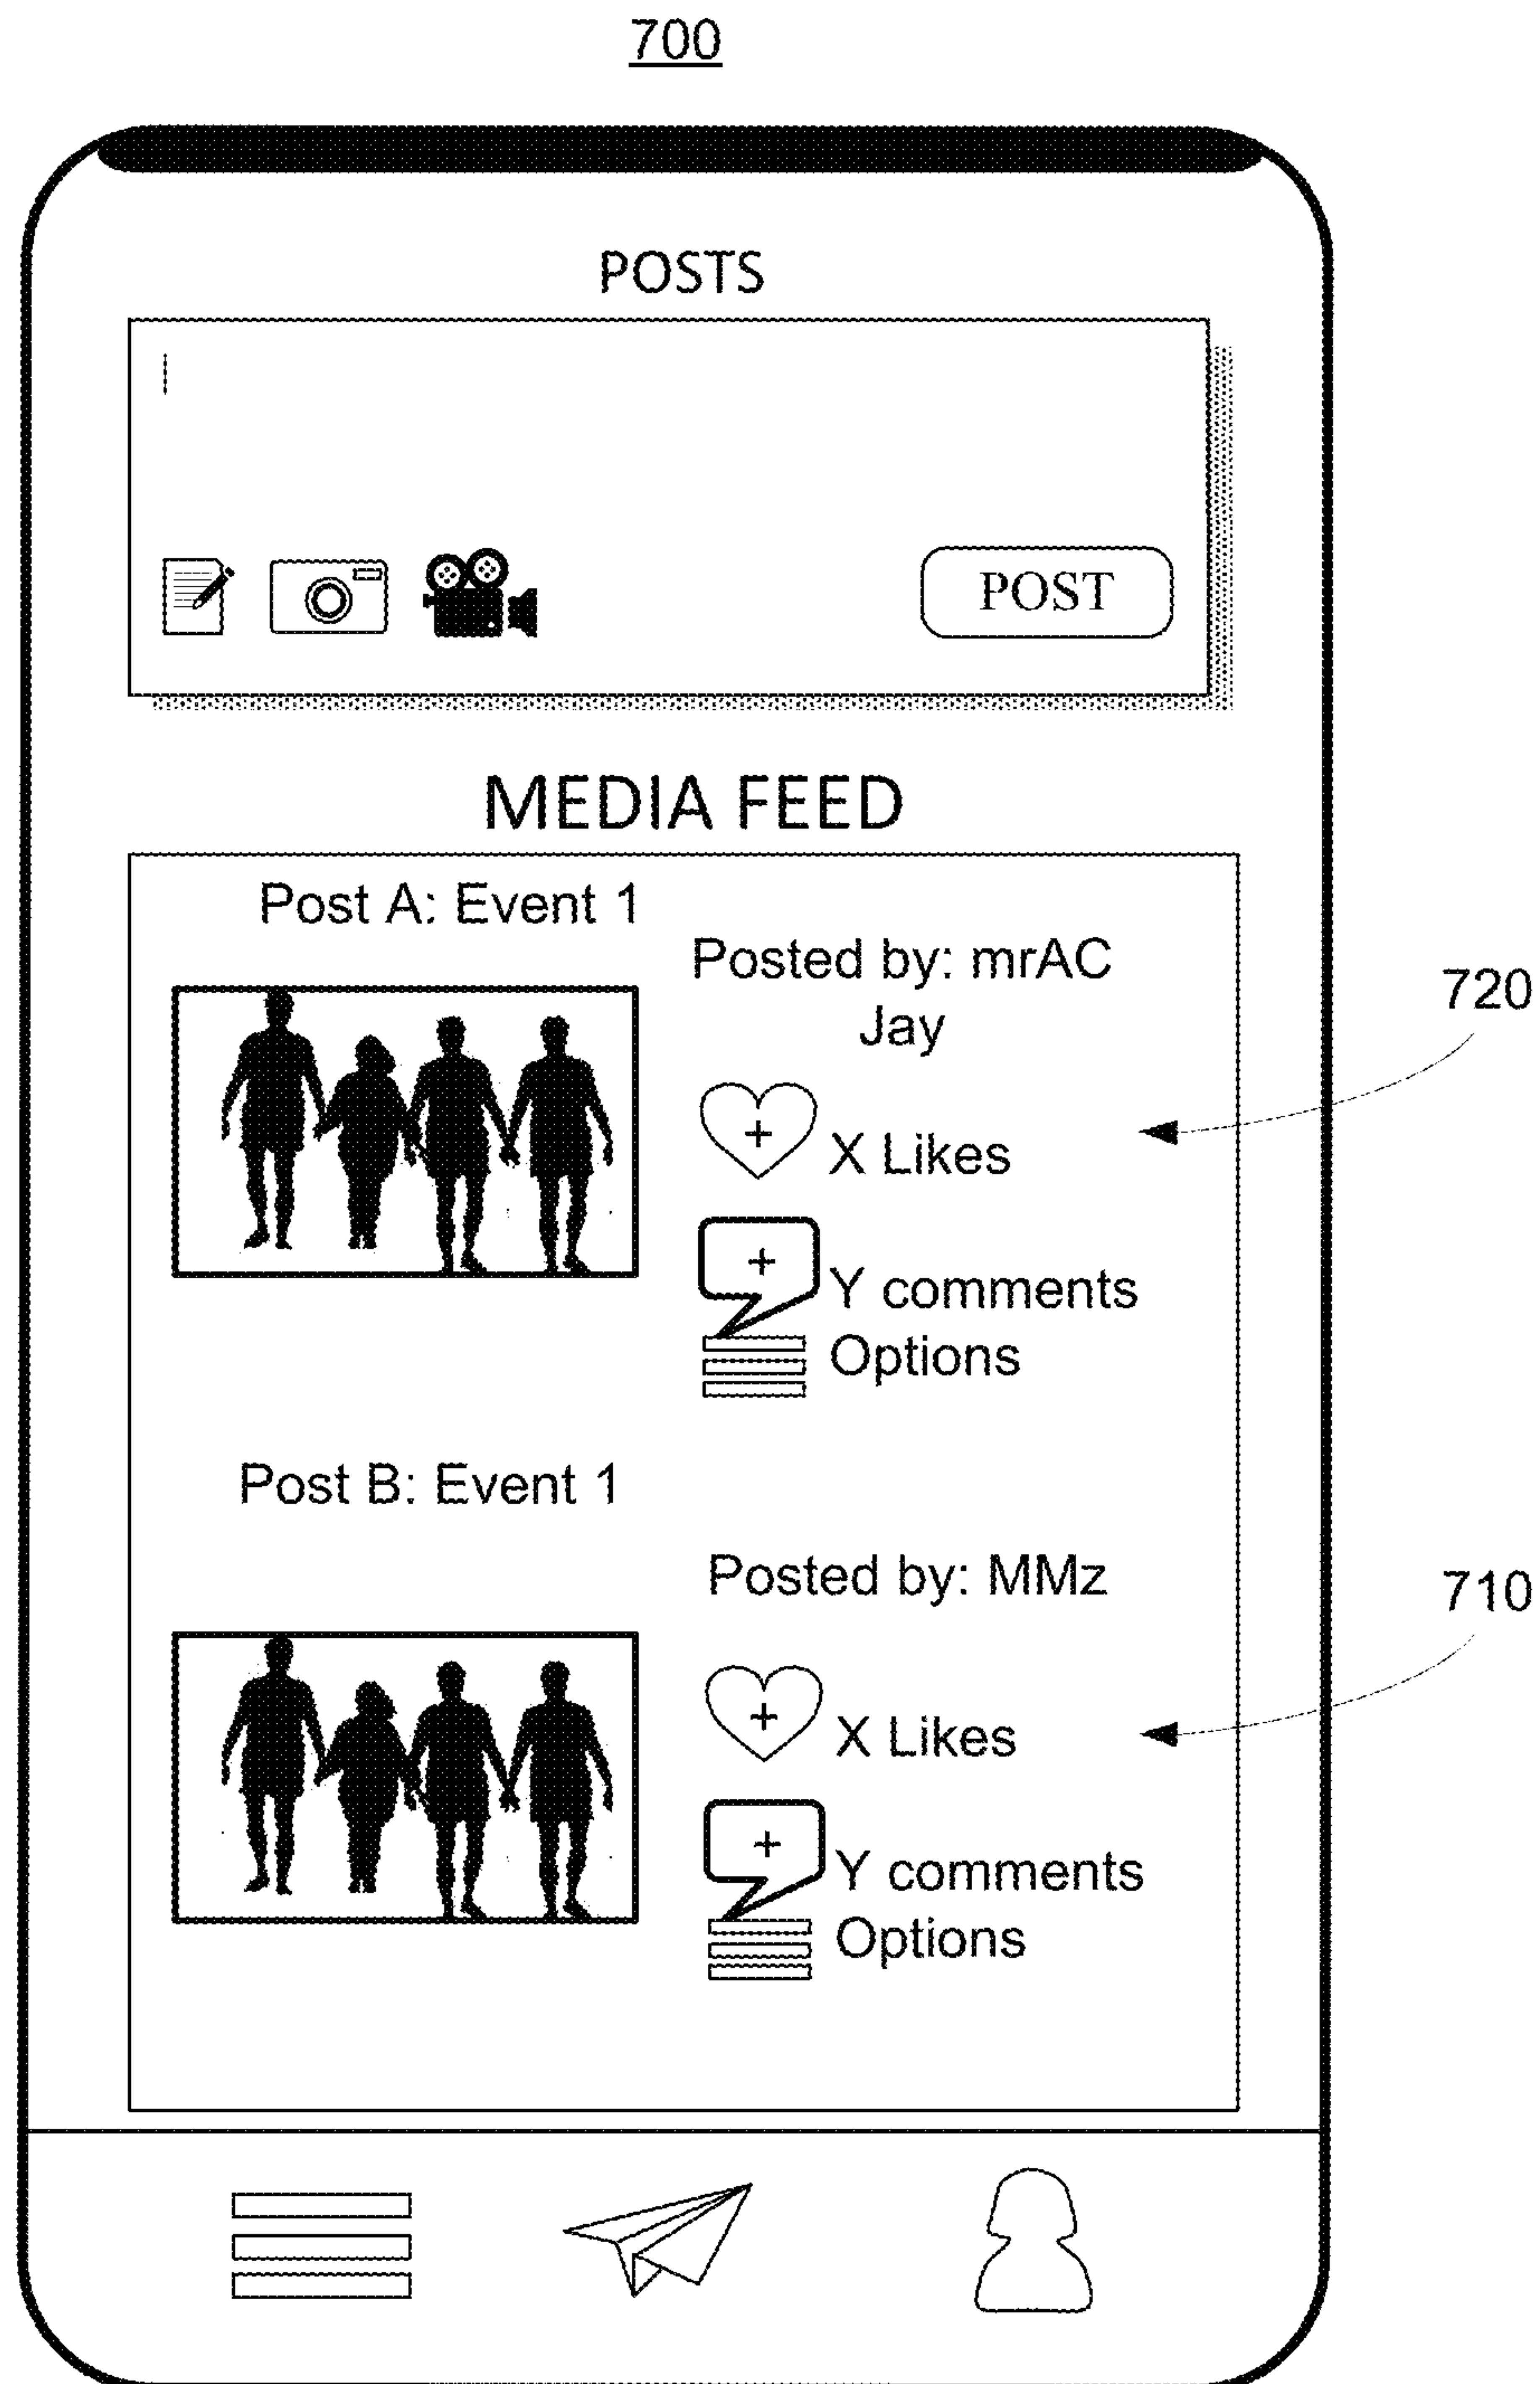 700
POSTS
POST
MEDIA FEED
Post A: Event 1
Posted by: mrAC
Jay
720
X Likes
Y comments
Options
Post B: Event 1
Posted by: MMz
710
X Likes
Y comments
Options